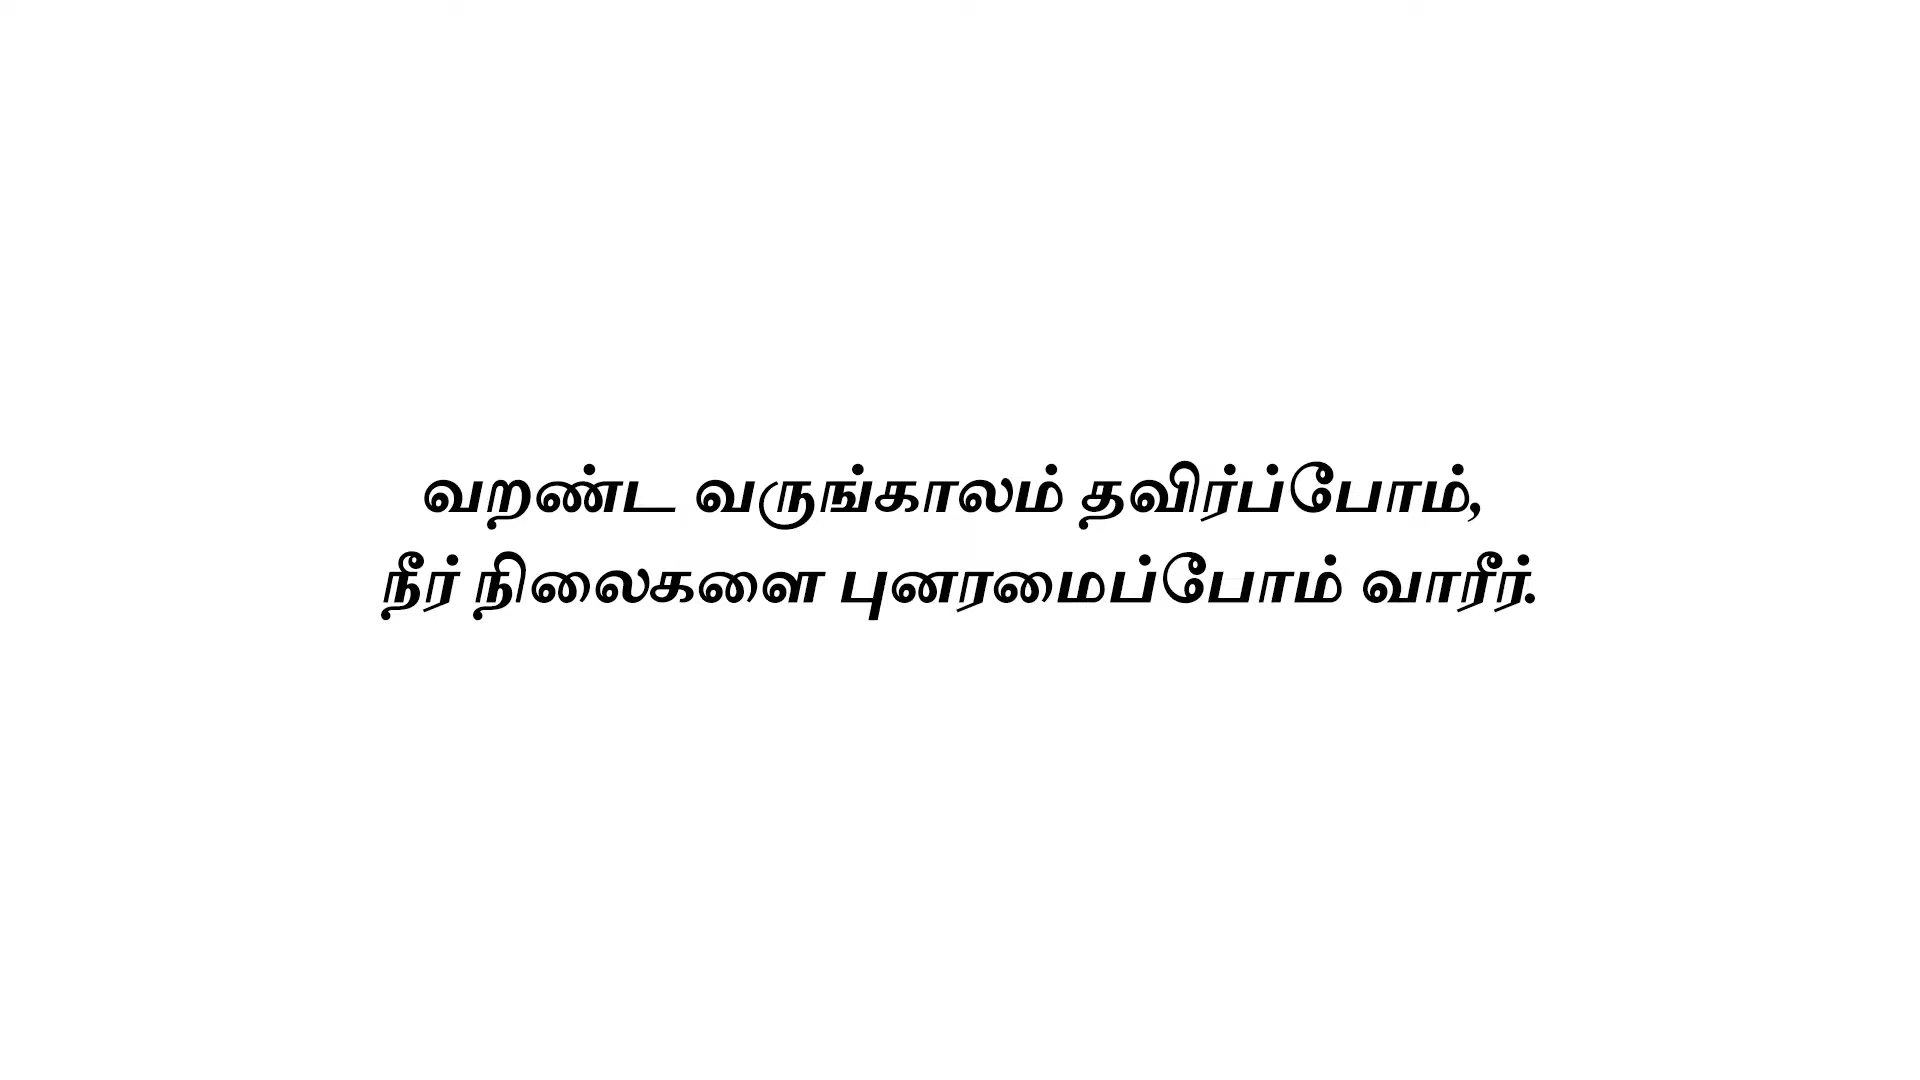 வறண்ட வருங்காலம் தவிர்ப்போம்,
நீர் நிலைகளை புனரமைப்போம் வாரீர்.